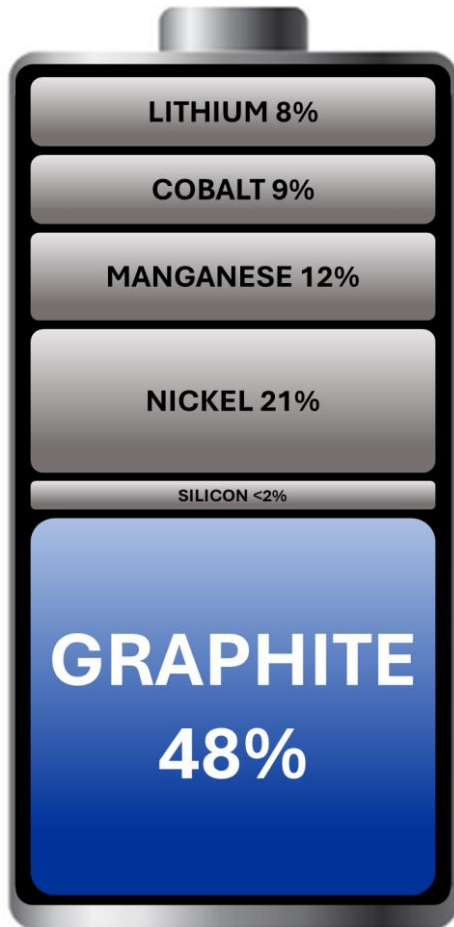 LITHIUM 8%
COBALT 9%
MANGANESE 12%
NICKEL 21%
SILICON <2%
GRAPHITE
48%